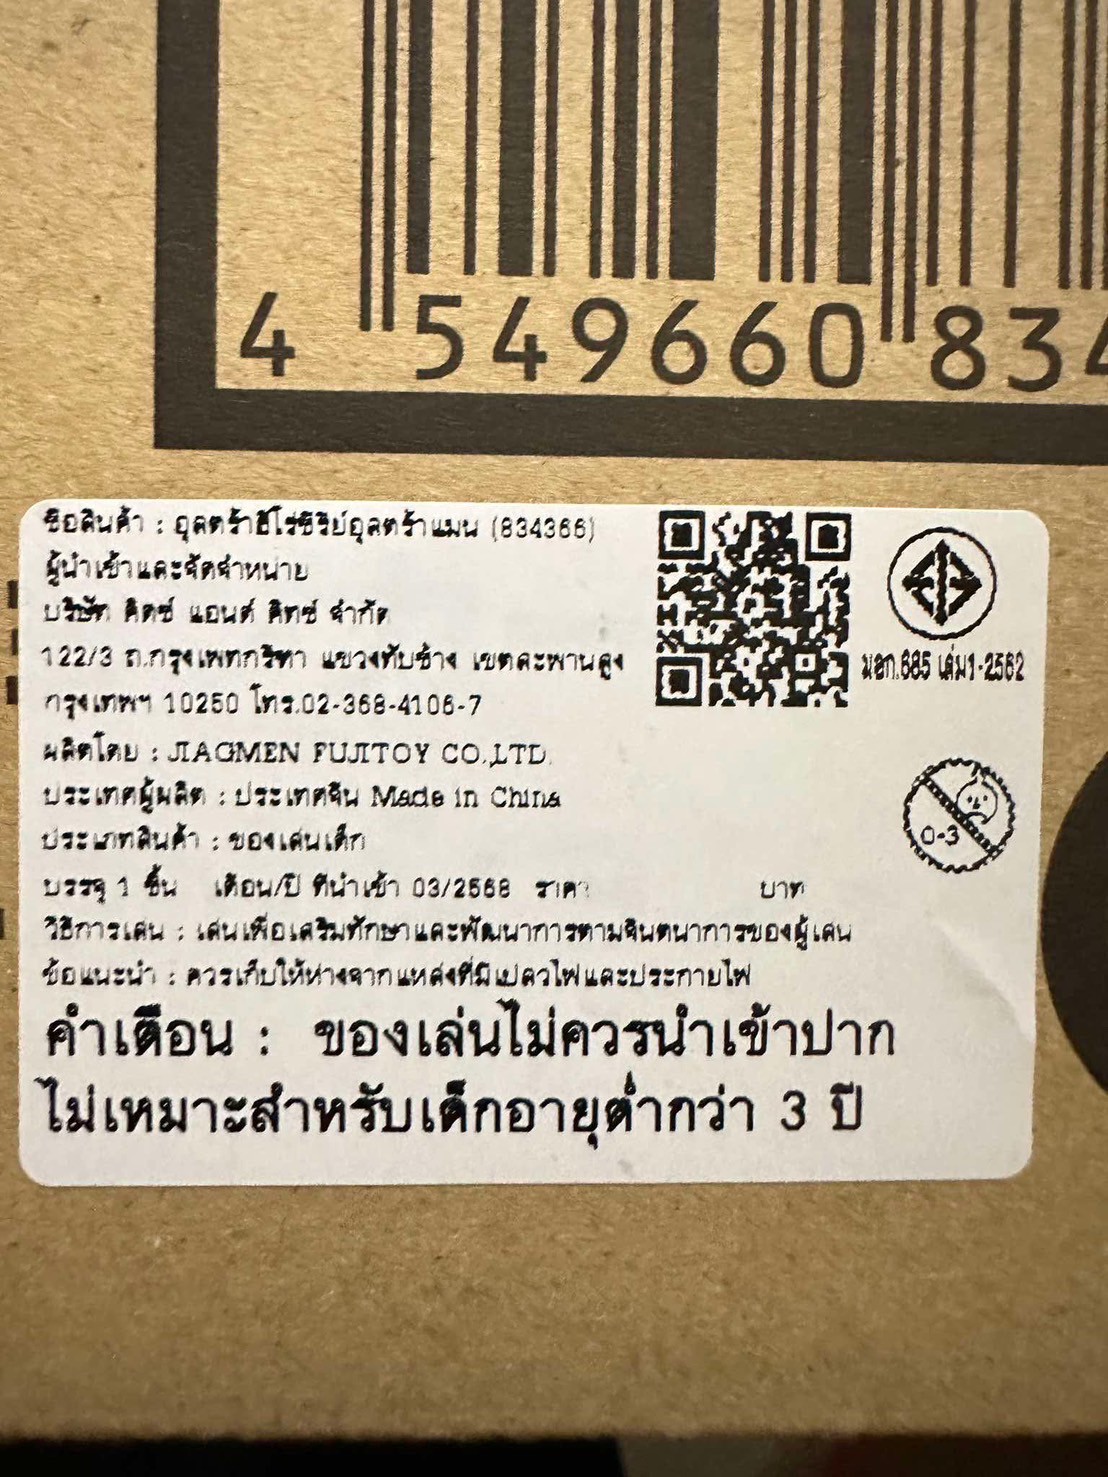 4 549660 834
ชื่อสินค้า : อุลตร้าฮีโร่ซีรีย์อุลตร้าแมน (834366)
ผู้นำเข้าและจัดจำหน่าย
บริษัท คิดซ์ แอนด์ คิทซ์ จำกัด
122/3 ถ.กรุงเทพกรีฑา แขวงทับช้าง เขตสะพานสูง
กรุงเทพฯ 10250 โทร.02-368-4106-7
มอก.685 เล่ม1-2562
ผลิตโดย : JIAGMEN FUJITOY CO.,LTD.
ประเทศผู้ผลิต : ประเทศจีน Made in China
0-3
ประเภทสินค้า : ของเล่นเด็ก
บรรจุ 1 ชิ้น เดือน/ปี ที่นำเข้า 03/2568 ราคา บาท
วิธีการเล่น : เล่นเพื่อเสริมทักษาและพัฒนาการตามจินตนาการของผู้เล่น
ข้อแนะนำ : ควรเก็บให้ห่างจากแหล่งที่มีเปลวไฟและประกายไฟ
คำเตือน : ของเล่นไม่ควรนำเข้าปาก
ไม่เหมาะสำหรับเด็กอายุต่ำกว่า 3 ปี